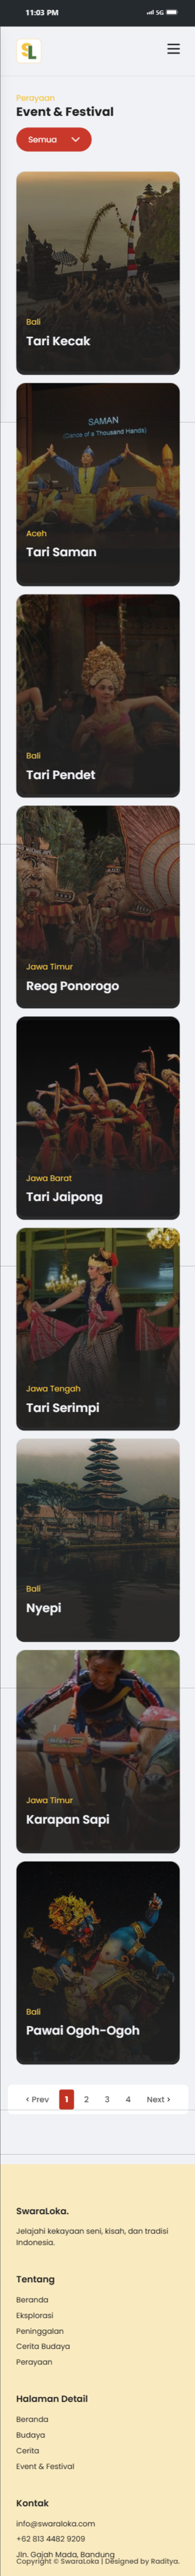 11:03 PM
5G
SL
Perayaan
Event & Festival
Semua
Bali
Tari Kecak
SAMAN
(Dance of a Thousand Hands)
Aceh
Tari Saman
Bali
Tari Pendet
Jawa Timur
Reog Ponorogo
Jawa Barat
Tari Jaipong
Jawa Tengah
Tari Serimpi
Bali
Nyepi
Jawa Timur
Karapan Sapi
Bali
Pawai Ogoh-Ogoh
‹ Prev 1 2 3 4 Next ›
SwaraLoka.
Jelajahi kekayaan seni, kisah, dan tradisi
Indonesia.
Tentang
Beranda
Eksplorasi
Peninggalan
Cerita Budaya
Perayaan
Halaman Detail
Beranda
Budaya
Cerita
Event & Festival
Kontak
info@swaraloka.com
+62 813 4482 9209
Jln. Gajah Mada, Bandung
Copyright © SwaraLoka | Designed by Raditya.